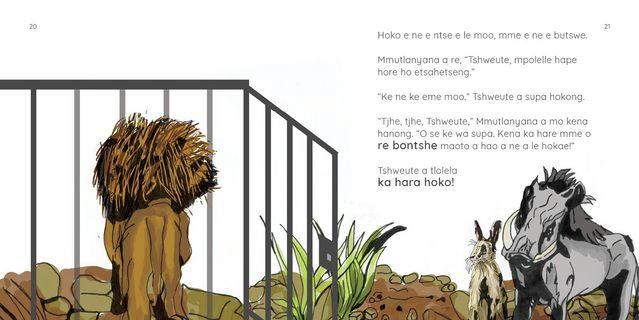 20
21
Hoko e ne e ntse e le moo, mme e ne e butswe.
Mmutlanyana a re, “Tshweute, mpolelle hape
hore ho etsahetseng.”
“Ke ne ke eme moo.” Tshweute a supa hokong.
“Tjhe, tjhe, Tshweute,” Mmutlanyana a mo kena
hanong. “O se ke wa supa. Kena ka hare mme o
re bontshe maoto a hao a ne a le hokae!”
Tshweute a tlolela
ka hara hoko!